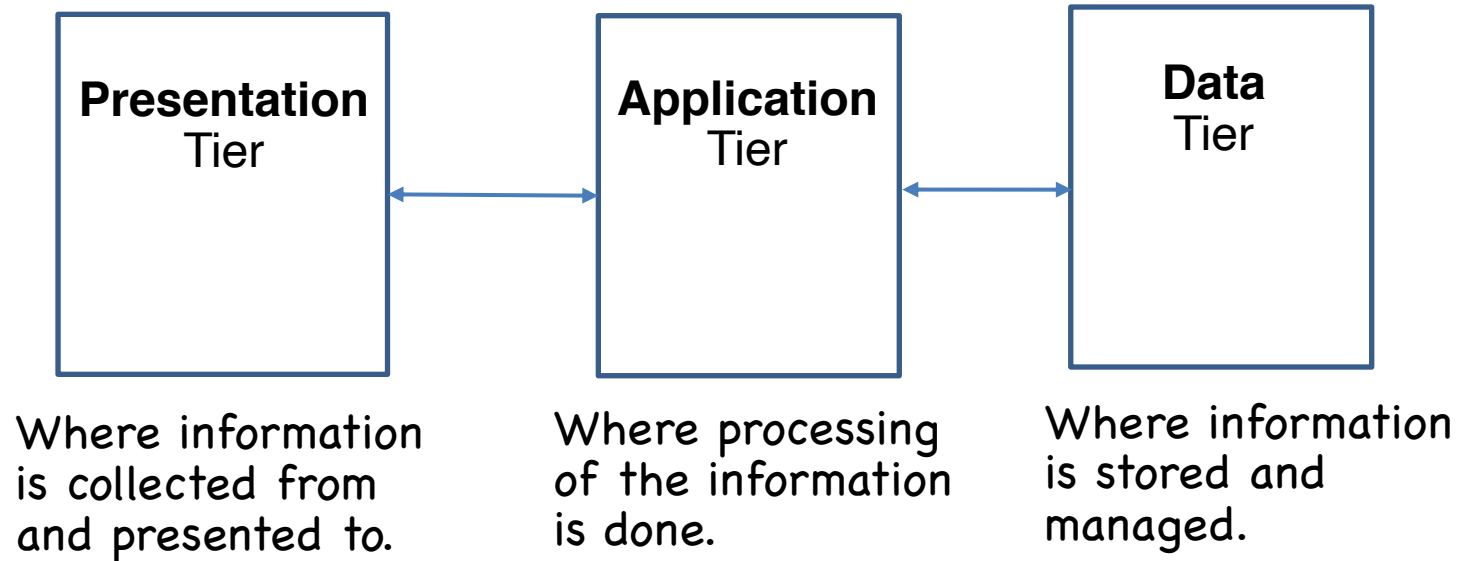 Presentation
Tier
Application
Tier
Data
Tier
Where information
is collected from
and presented to.
Where processing
of the information
is done.
Where information
is stored and
managed.